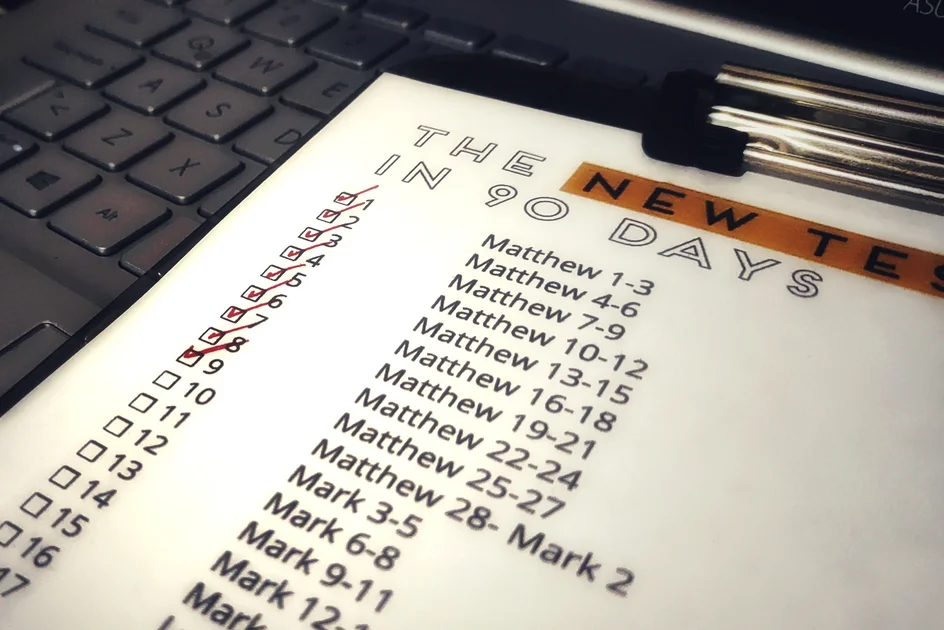 ASU
Q W E
A S D
Z X
Alt
THE NEW TES
IN 90 DAYS
1 Matthew 1-3
2 Matthew 4-6
3 Matthew 7-9
4 Matthew 10-12
5 Matthew 13-15
6 Matthew 16-18
7 Matthew 19-21
8 Matthew 22-24
9 Matthew 25-27
10 Matthew 28- Mark 2
11 Mark 3-5
12 Mark 6-8
13 Mark 9-11
14 Mark 12-
15 Mark
16
17